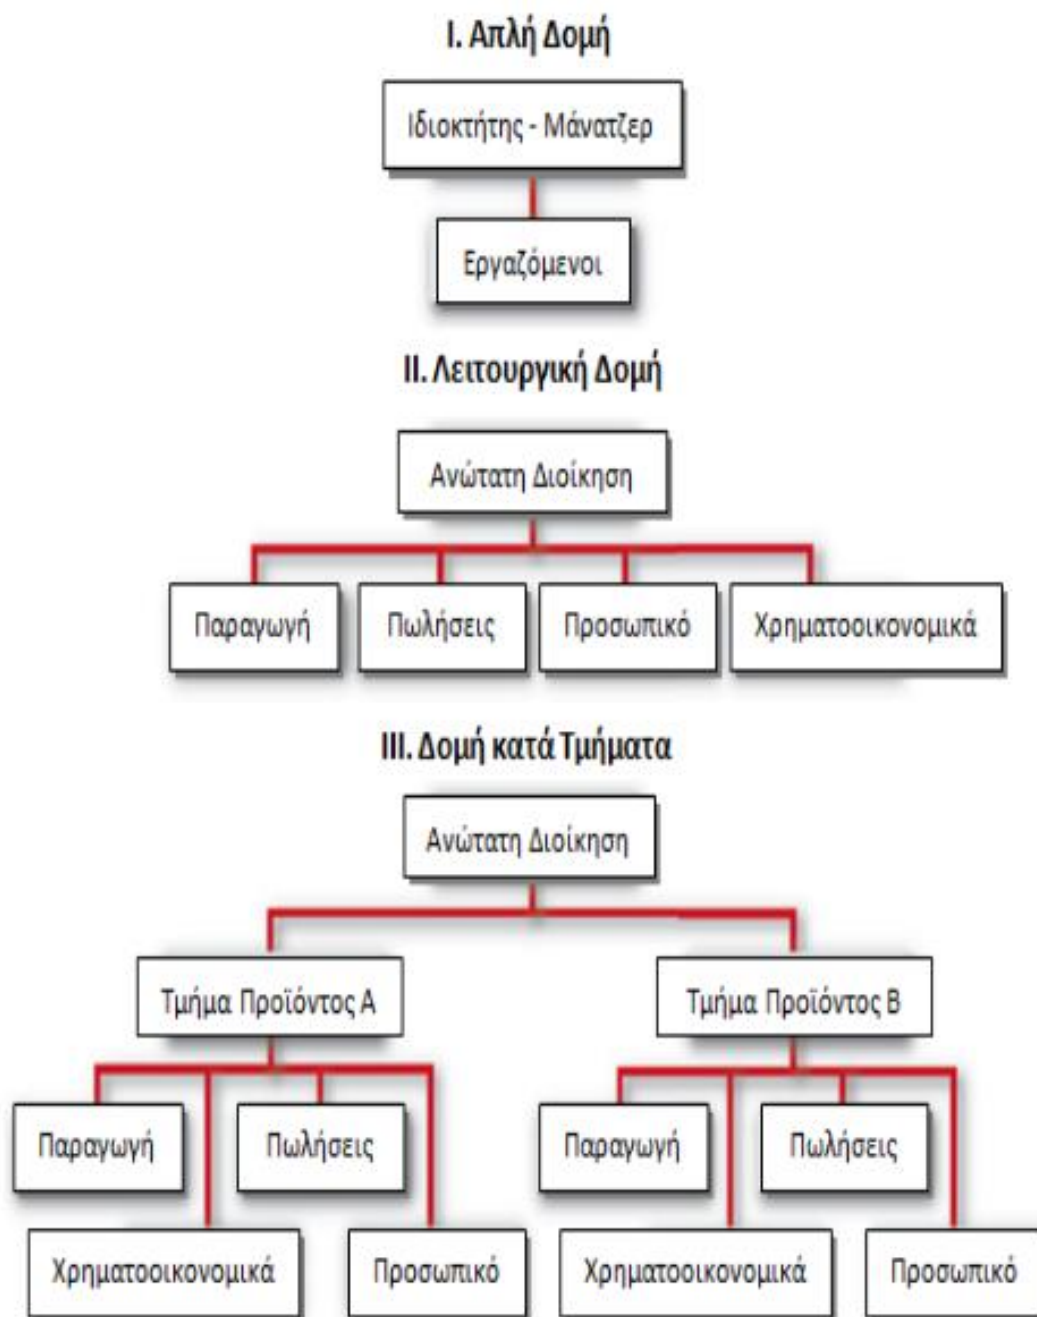 I. Απλή Δομή
Ιδιοκτήτης - Μάνατζερ
Εργαζόμενοι
II. Λειτουργική Δομή
Ανώτατη Διοίκηση
Παραγωγή
Πωλήσεις
Προσωπικό
Χρηματοοικονομικά
III. Δομή κατά Τμήματα
Ανώτατη Διοίκηση
Τμήμα Προϊόντος Α
Τμήμα Προϊόντος Β
Παραγωγή
Πωλήσεις
Παραγωγή
Πωλήσεις
Χρηματοοικονομικά
Προσωπικό
Χρηματοοικονομικά
Προσωπικό